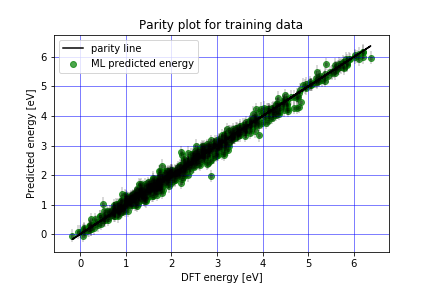 Parity plot for training data
parity line
ML predicted energy
Predicted energy [eV]
6
5
4
3
2
1
0
0 1 2 3 4 5 6
DFT energy [eV]